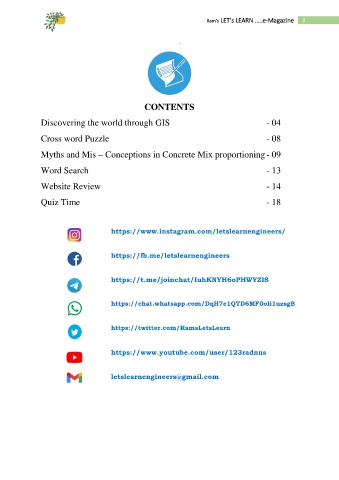 Ram's LET's LEARN .....e-Magazine 3
CONTENTS
Discovering the world through GIS - 04
Cross word Puzzle - 08
Myths and Mis – Conceptions in Concrete Mix proportioning - 09
Word Search - 13
Website Review - 14
Quiz Time - 18
https://www.instagram.com/letslearnengineers/
https://fb.me/letslearnengineers
https://t.me/joinchat/IuhKNYH6oPHWYZlS
https://chat.whatsapp.com/DqH7e1QTD6MF0oli1uzsgB
https://twitter.com/RamsLetsLearn
https://www.youtube.com/user/123radnus
letslearnengineers@gmail.com